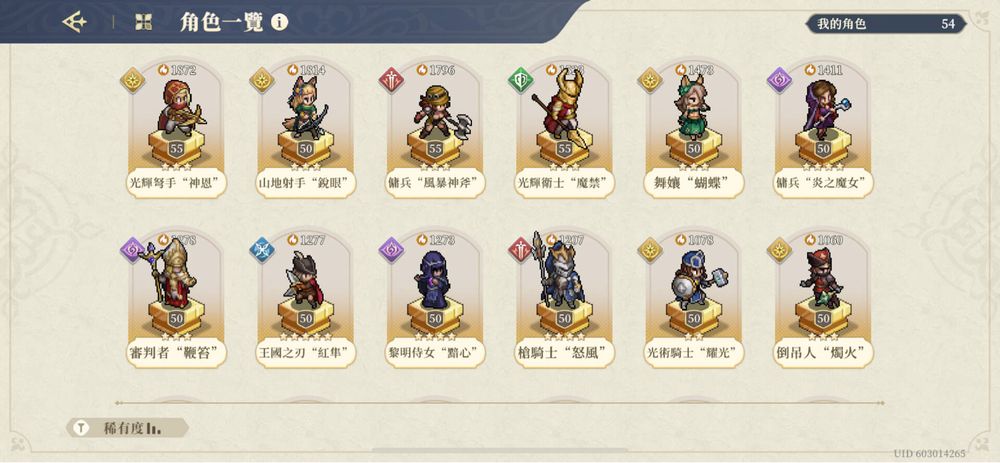 角色一覽
我的角色 54
1872 1814 1796 1473 1411
55 50 55 55 50 50
光輝弩手“神恩” 山地射手“銳眼” 傭兵“風暴神斧” 光輝衛士“魔禁” 舞孃“蝴蝶” 傭兵“炎之魔女”
1277 1273 1207 1078 1060
50 50 50 50 50 50
審判者“鞭笞” 王國之刃“紅隼” 黎明侍女“黯心” 槍騎士“怒風” 光術騎士“耀光” 倒吊人“燭火”
T 稀有度
UID 603014265